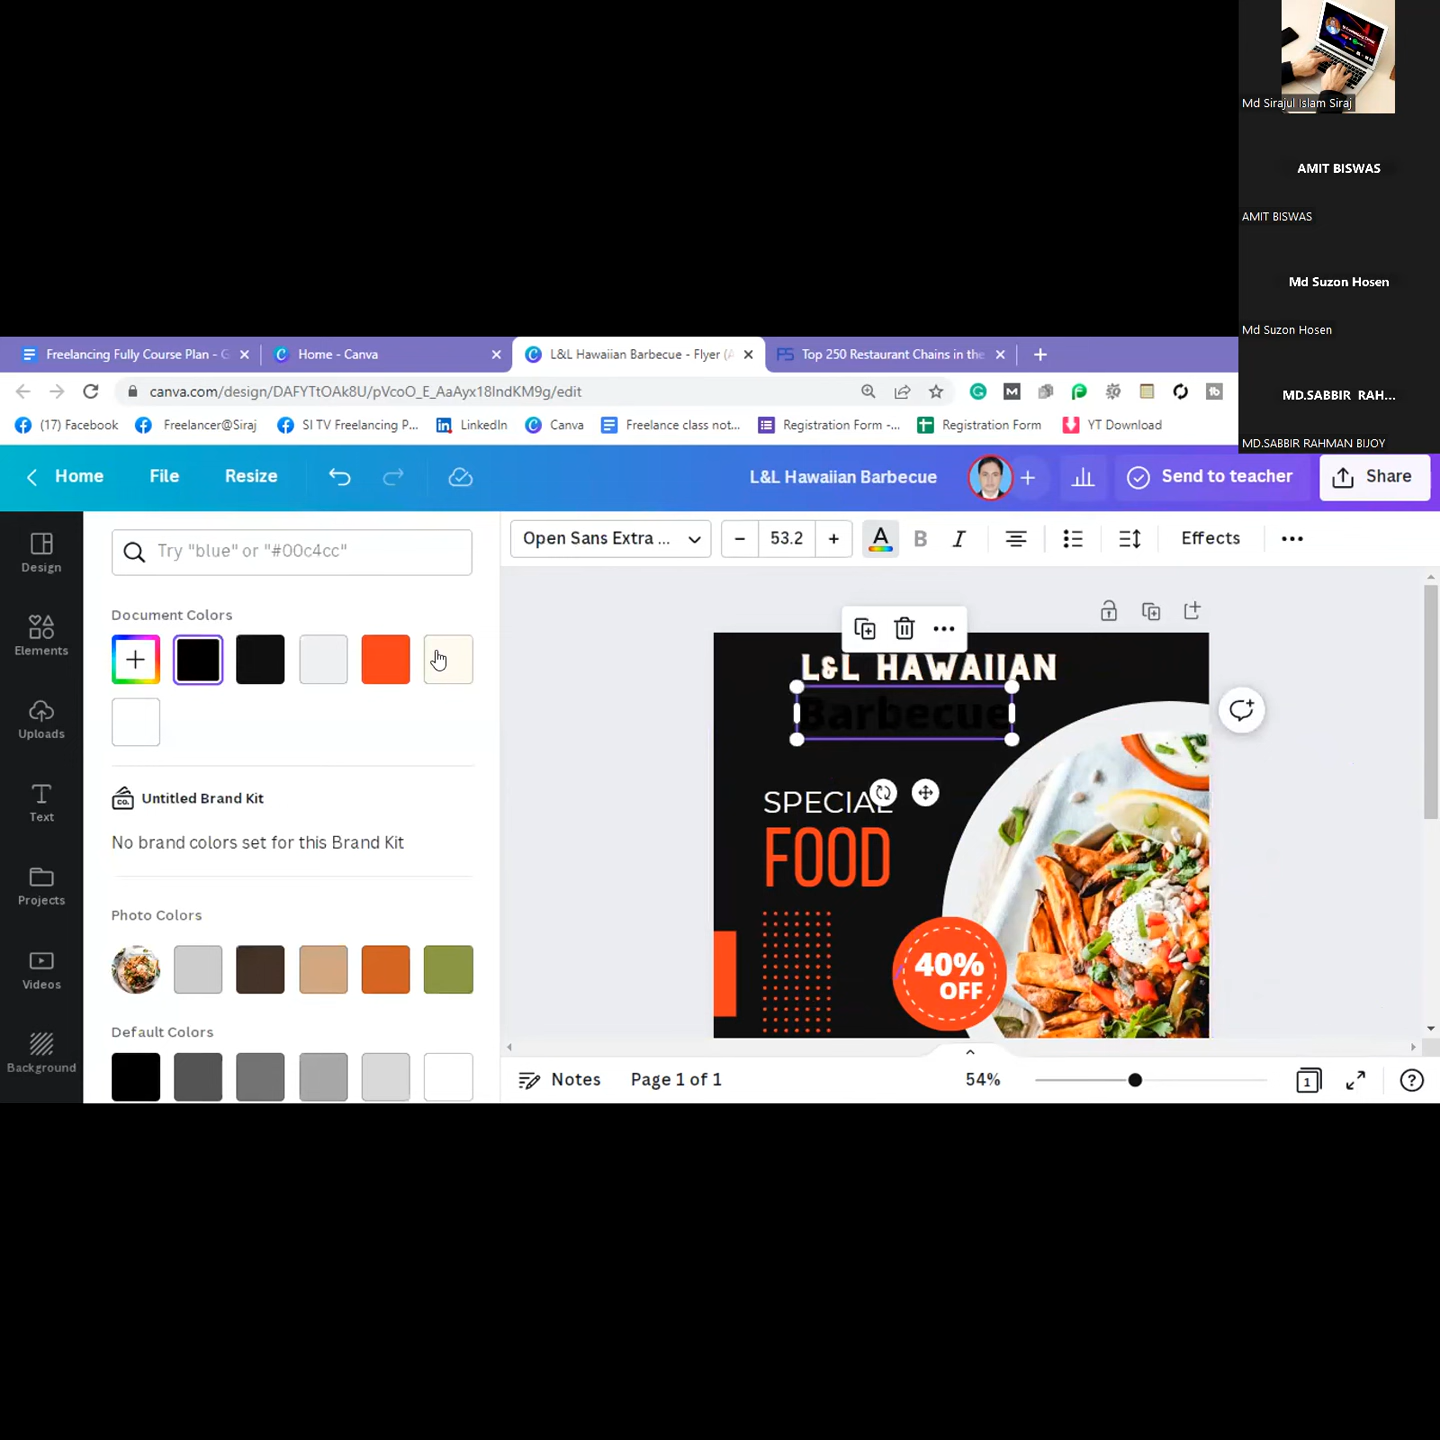 Md Sirajul Islam Siraj
AMIT BISWAS
AMIT BISWAS
Md Suzon Hosen
Md Suzon Hosen
MD.SABBIR RAH...
MD.SABBIR RAHMAN BIJOY
Freelancing Fully Course Plan - G
Home - Canva
L&L Hawaiian Barbecue - Flyer (A
Top 250 Restaurant Chains in the
canva.com/design/DAFYTtOAk8U/pVcoO_E_AaAyx18IndKM9g/edit
(17) Facebook
Freelancer@Siraj
SI TV Freelancing P...
LinkedIn
Canva
Freelance class not...
Registration Form -...
Registration Form
YT Download
Home
File
Resize
L&L Hawaiian Barbecue
Send to teacher
Share
Design
Elements
Uploads
Text
Projects
Videos
Background
Try "blue" or "#00c4cc"
Document Colors
Untitled Brand Kit
No brand colors set for this Brand Kit
Photo Colors
Default Colors
Open Sans Extra ...
53.2
A
B
I
Effects
L&L HAWAIIAN
Barbecue
SPECIAL
FOOD
40%
OFF
Notes
Page 1 of 1
54%
1